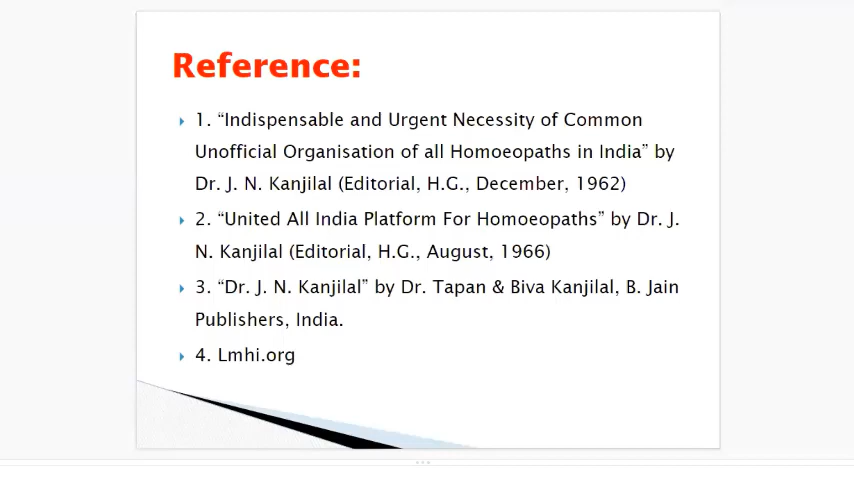 Reference:
1. “Indispensable and Urgent Necessity of Common
Unofficial Organisation of all Homoeopaths in India” by
Dr. J. N. Kanjilal (Editorial, H.G., December, 1962)
2. “United All India Platform For Homoeopaths” by Dr. J.
N. Kanjilal (Editorial, H.G., August, 1966)
3. “Dr. J. N. Kanjilal” by Dr. Tapan & Biva Kanjilal, B. Jain
Publishers, India.
4. Lmhi.org